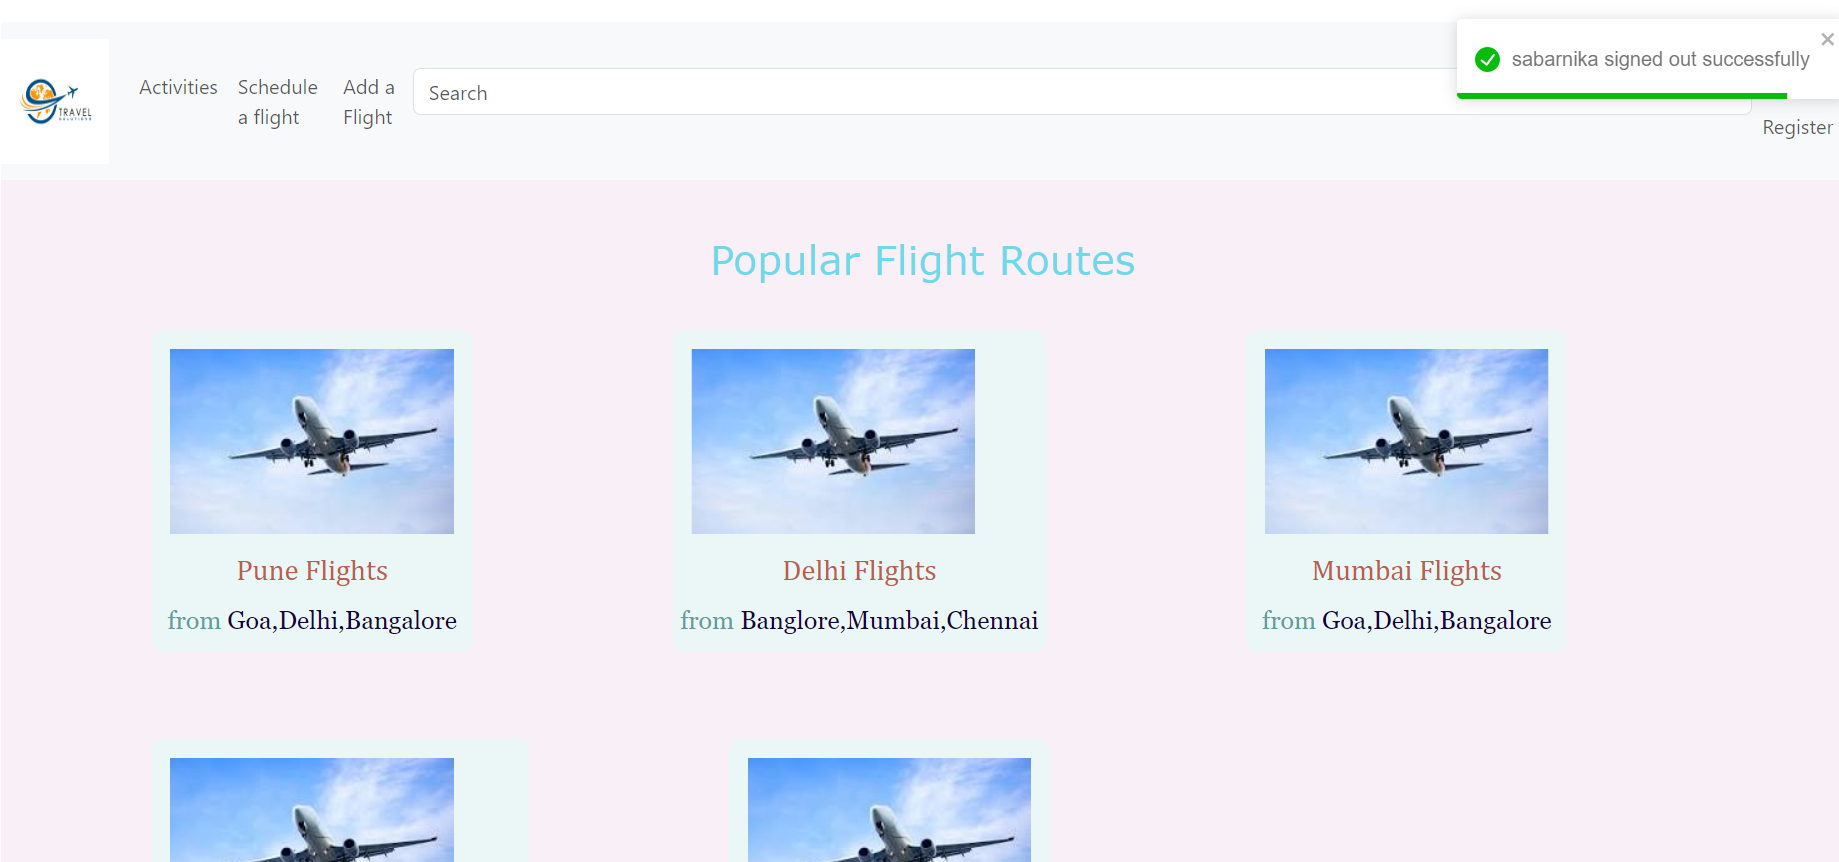 sabarnika signed out successfully
TRAVEL
SOLUTIONS
Activities
Schedule
a flight
Add a
Flight
Search
Register
Popular Flight Routes
Pune Flights
from Goa,Delhi,Bangalore
Delhi Flights
from Banglore,Mumbai,Chennai
Mumbai Flights
from Goa,Delhi,Bangalore